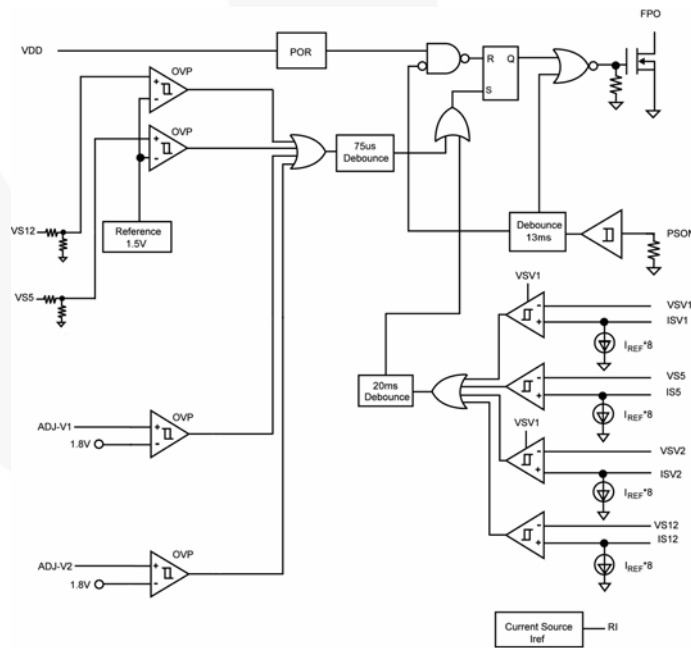 FPO
VDD
POR
R
Q
S
OVP
+
-
OVP
+
-
75us
Debounce
VS12
Reference
1.5V
Debounce
13ms
PSON
VS5
VSV1
-
VSV1
+
ISV1
IREF*8
20ms
Debounce
-
VS5
+
IS5
IREF*8
ADJ-V1
+
OVP
1.8V
-
VSV1
-
VSV2
+
ISV2
IREF*8
-
VS12
+
IS12
IREF*8
ADJ-V2
+
OVP
1.8V
-
Current Source
Iref
RI